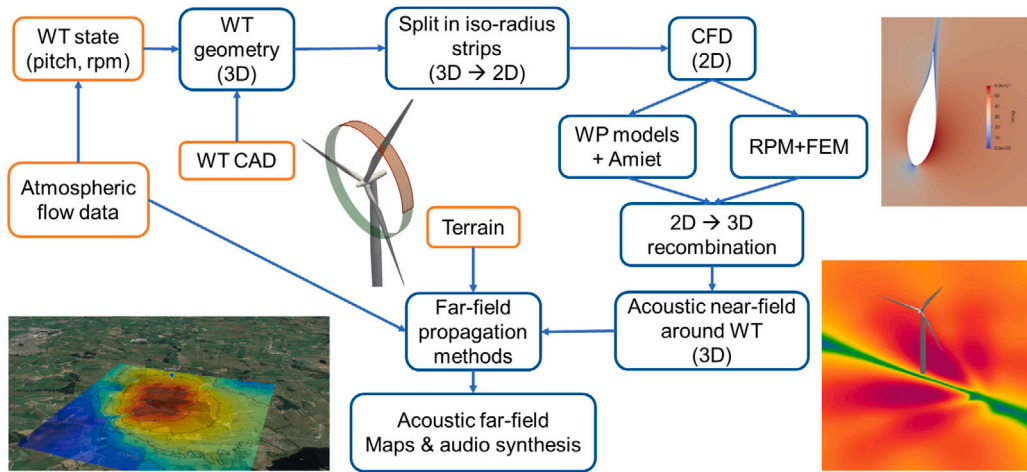 WT state
(pitch, rpm)
WT
geometry
(3D)
Split in iso-radius
strips
(3D → 2D)
CFD
(2D)
WP models
+ Amiet
RPM+FEM
WT CAD
Atmospheric
flow data
2D → 3D
recombination
Terrain
Far-field
propagation
methods
Acoustic near-field
around WT
(3D)
Acoustic far-field
Maps & audio synthesis